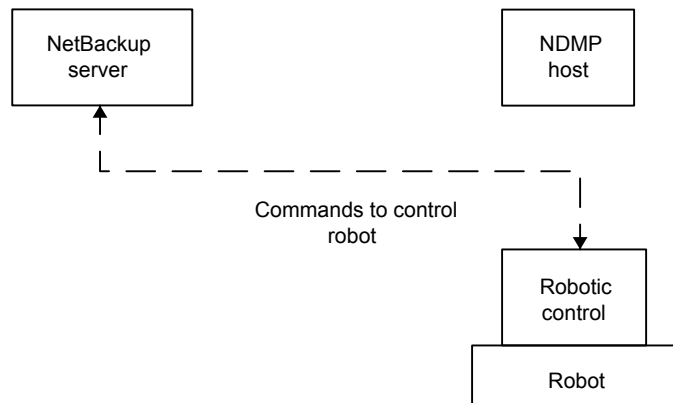 NetBackup
server
NDMP
host
Commands to control
robot
Robotic
control
Robot